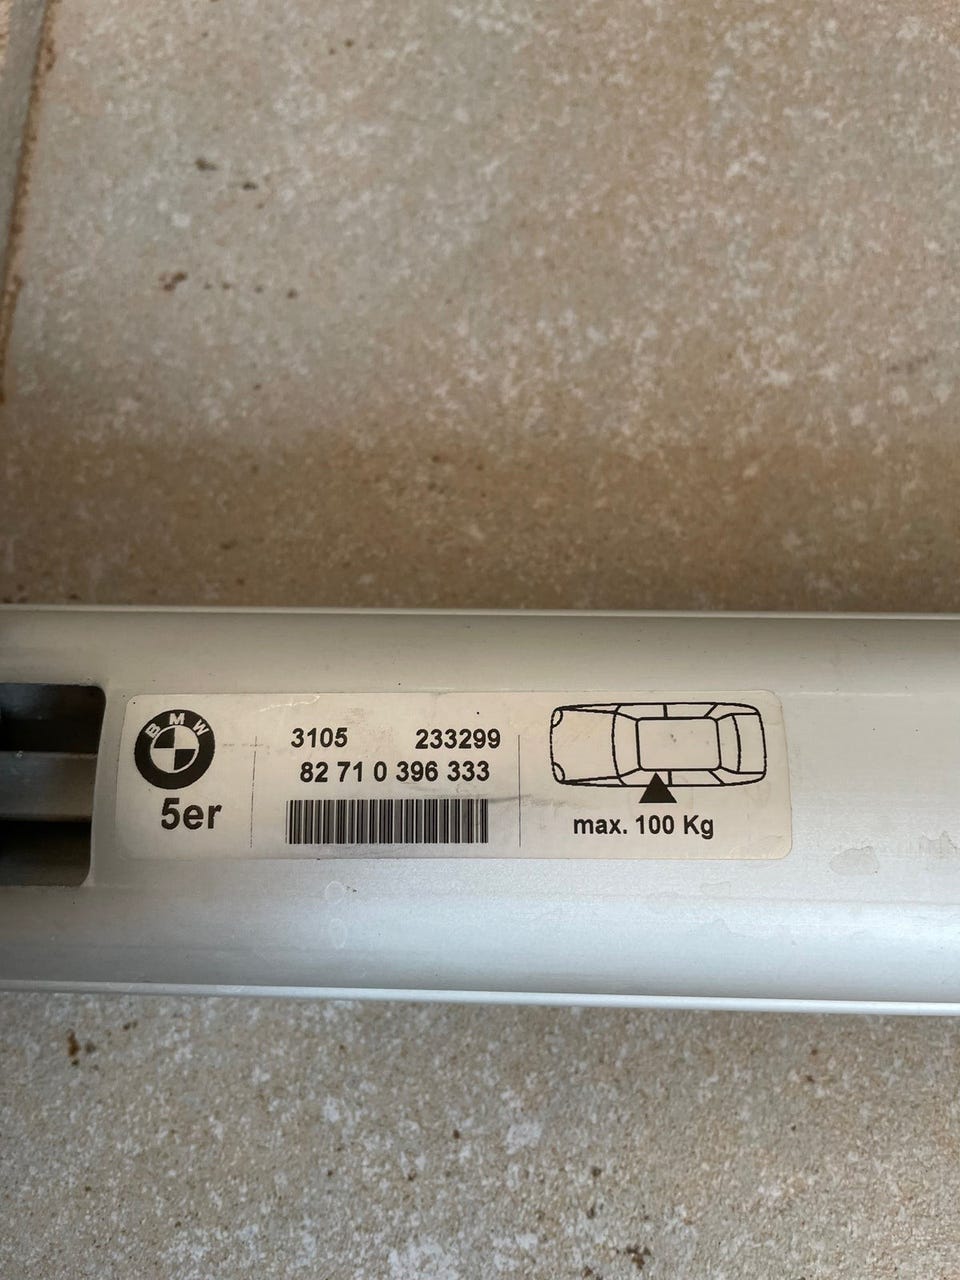 BMW
5er
3105 233299
82 71 0 396 333
max. 100 Kg